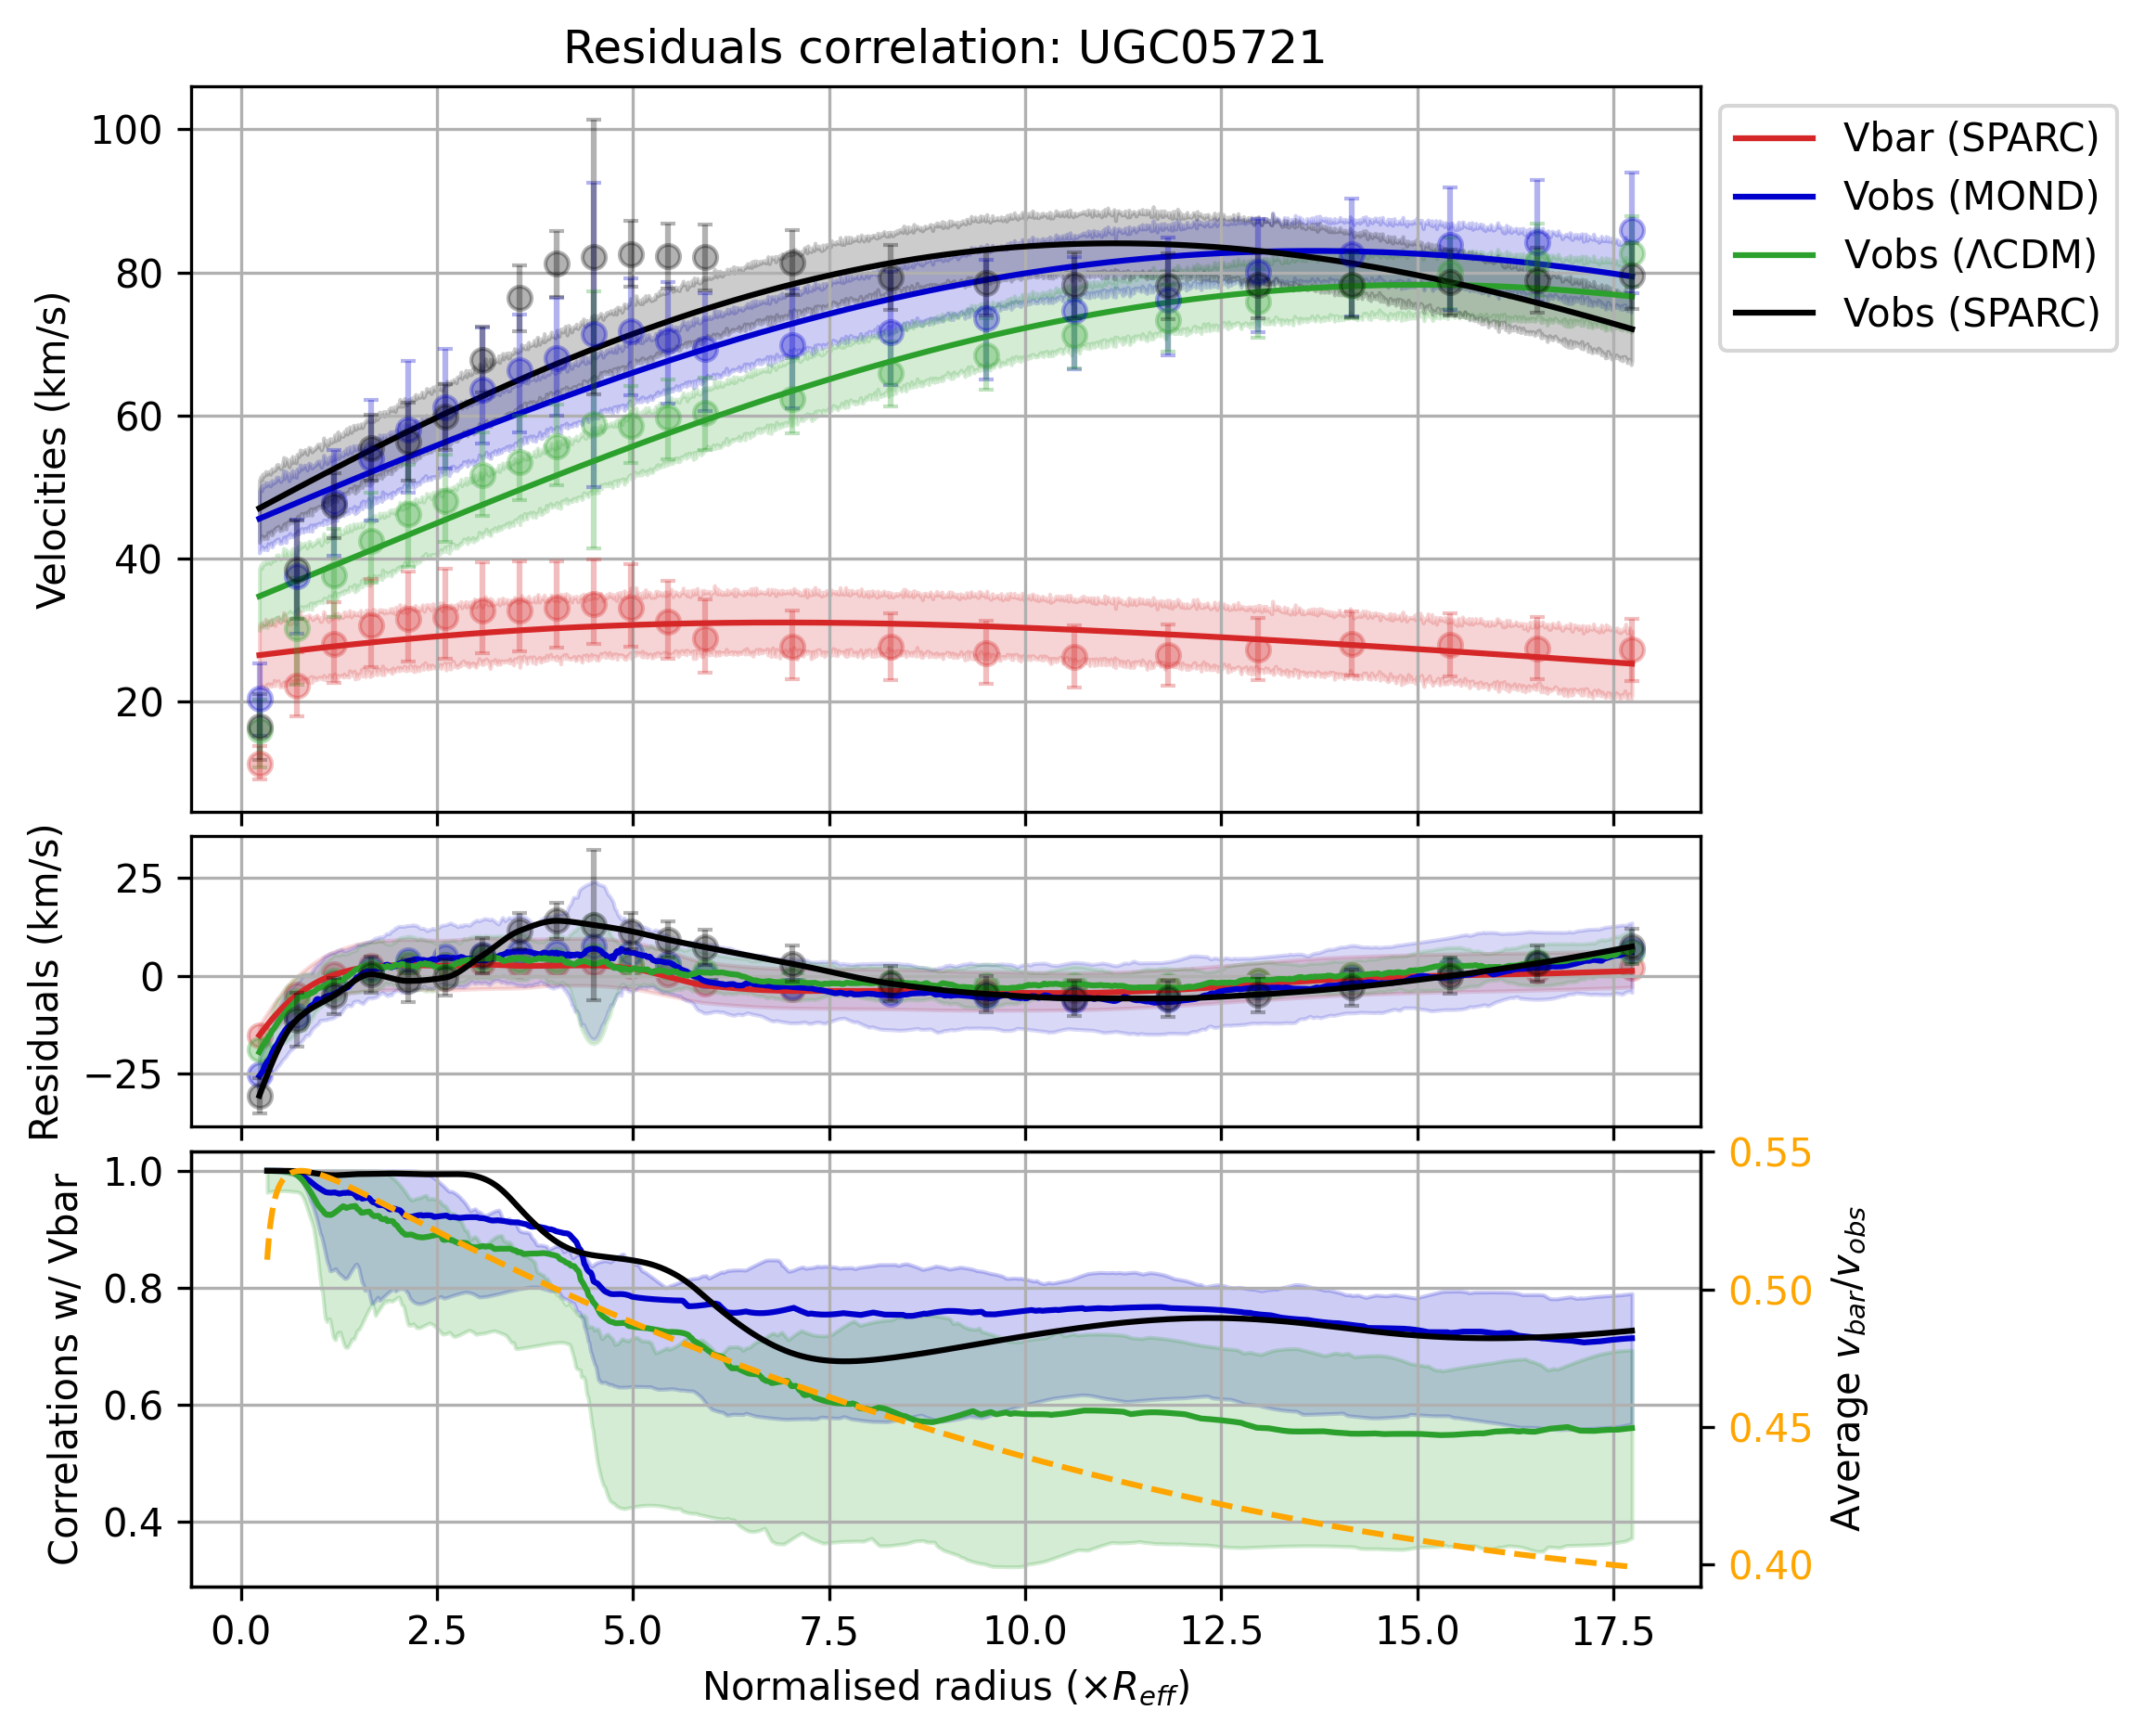 Residuals correlation: UGC05721
Velocities (km/s)
100
80
60
40
20
Vbar (SPARC)
Vobs (MOND)
Vobs (ΛCDM)
Vobs (SPARC)
Residuals (km/s)
25
0
−25
Correlations w/ Vbar
1.0
0.8
0.6
0.4
0.55
0.50
0.45
0.40
Average v_bar/v_obs
0.0 2.5 5.0 7.5 10.0 12.5 15.0 17.5
Normalised radius (×R_eff)